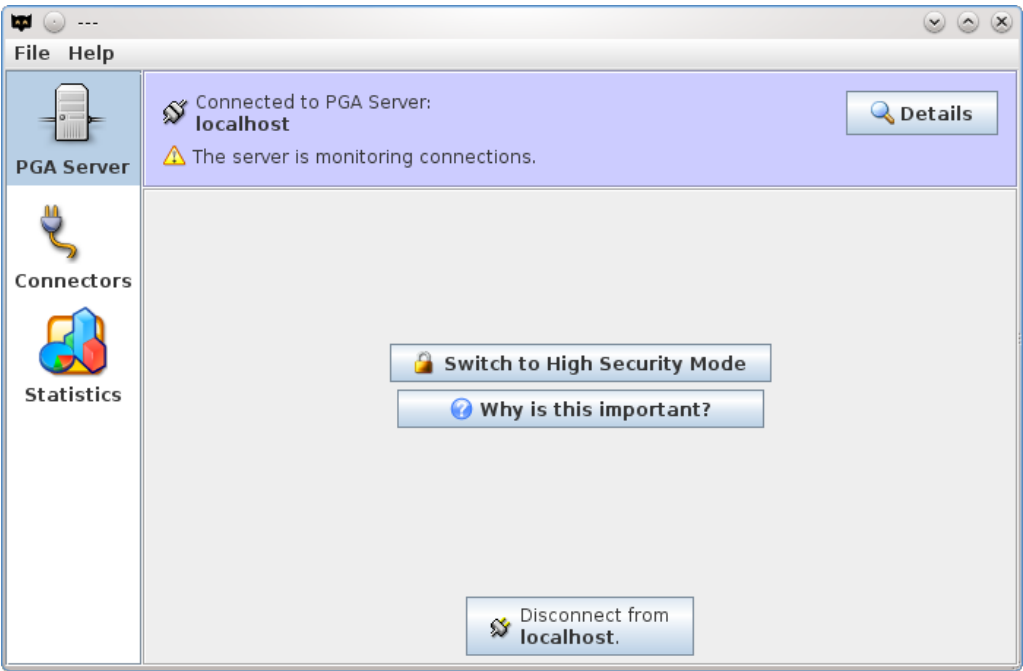 ---
File Help
PGA Server
Connectors
Statistics
Connected to PGA Server:
localhost
The server is monitoring connections.
Details
Switch to High Security Mode
Why is this important?
Disconnect from
localhost.